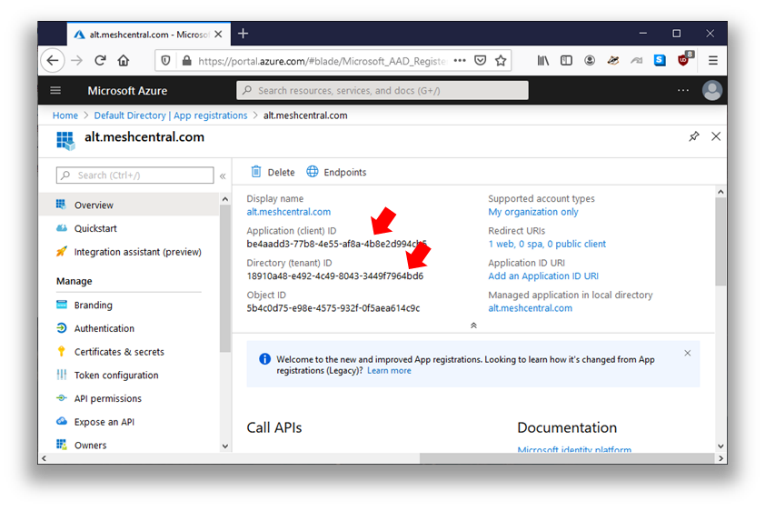 alt.meshcentral.com - Microsof
https://portal.azure.com/#blade/Microsoft_AAD_Registe
8
Microsoft Azure
Search resources, services, and docs (G+/)
Home > Default Directory | App registrations > alt.meshcentral.com
alt.meshcentral.com
Search (Ctrl+/)
Overview
Quickstart
Integration assistant (preview)
Manage
Branding
Authentication
Certificates & secrets
Token configuration
API permissions
Expose an API
Owners
Delete
Endpoints
Display name
alt.meshcentral.com
Application (client) ID
be4aadd3-77b8-4e55-af8a-4b8e2d994cb5
Directory (tenant) ID
18910a48-e492-4c49-8043-3449f7964bd6
Object ID
5b4c0d75-e98e-4575-932f-0f5aea614c9c
Supported account types
My organization only
Redirect URIs
1 web, 0 spa, 0 public client
Application ID URI
Add an Application ID URI
Managed application in local directory
alt.meshcentral.com
Welcome to the new and improved App registrations. Looking to learn how it's changed from App
registrations (Legacy)? Learn more
Call APIs
Documentation
Microsoft identity platform